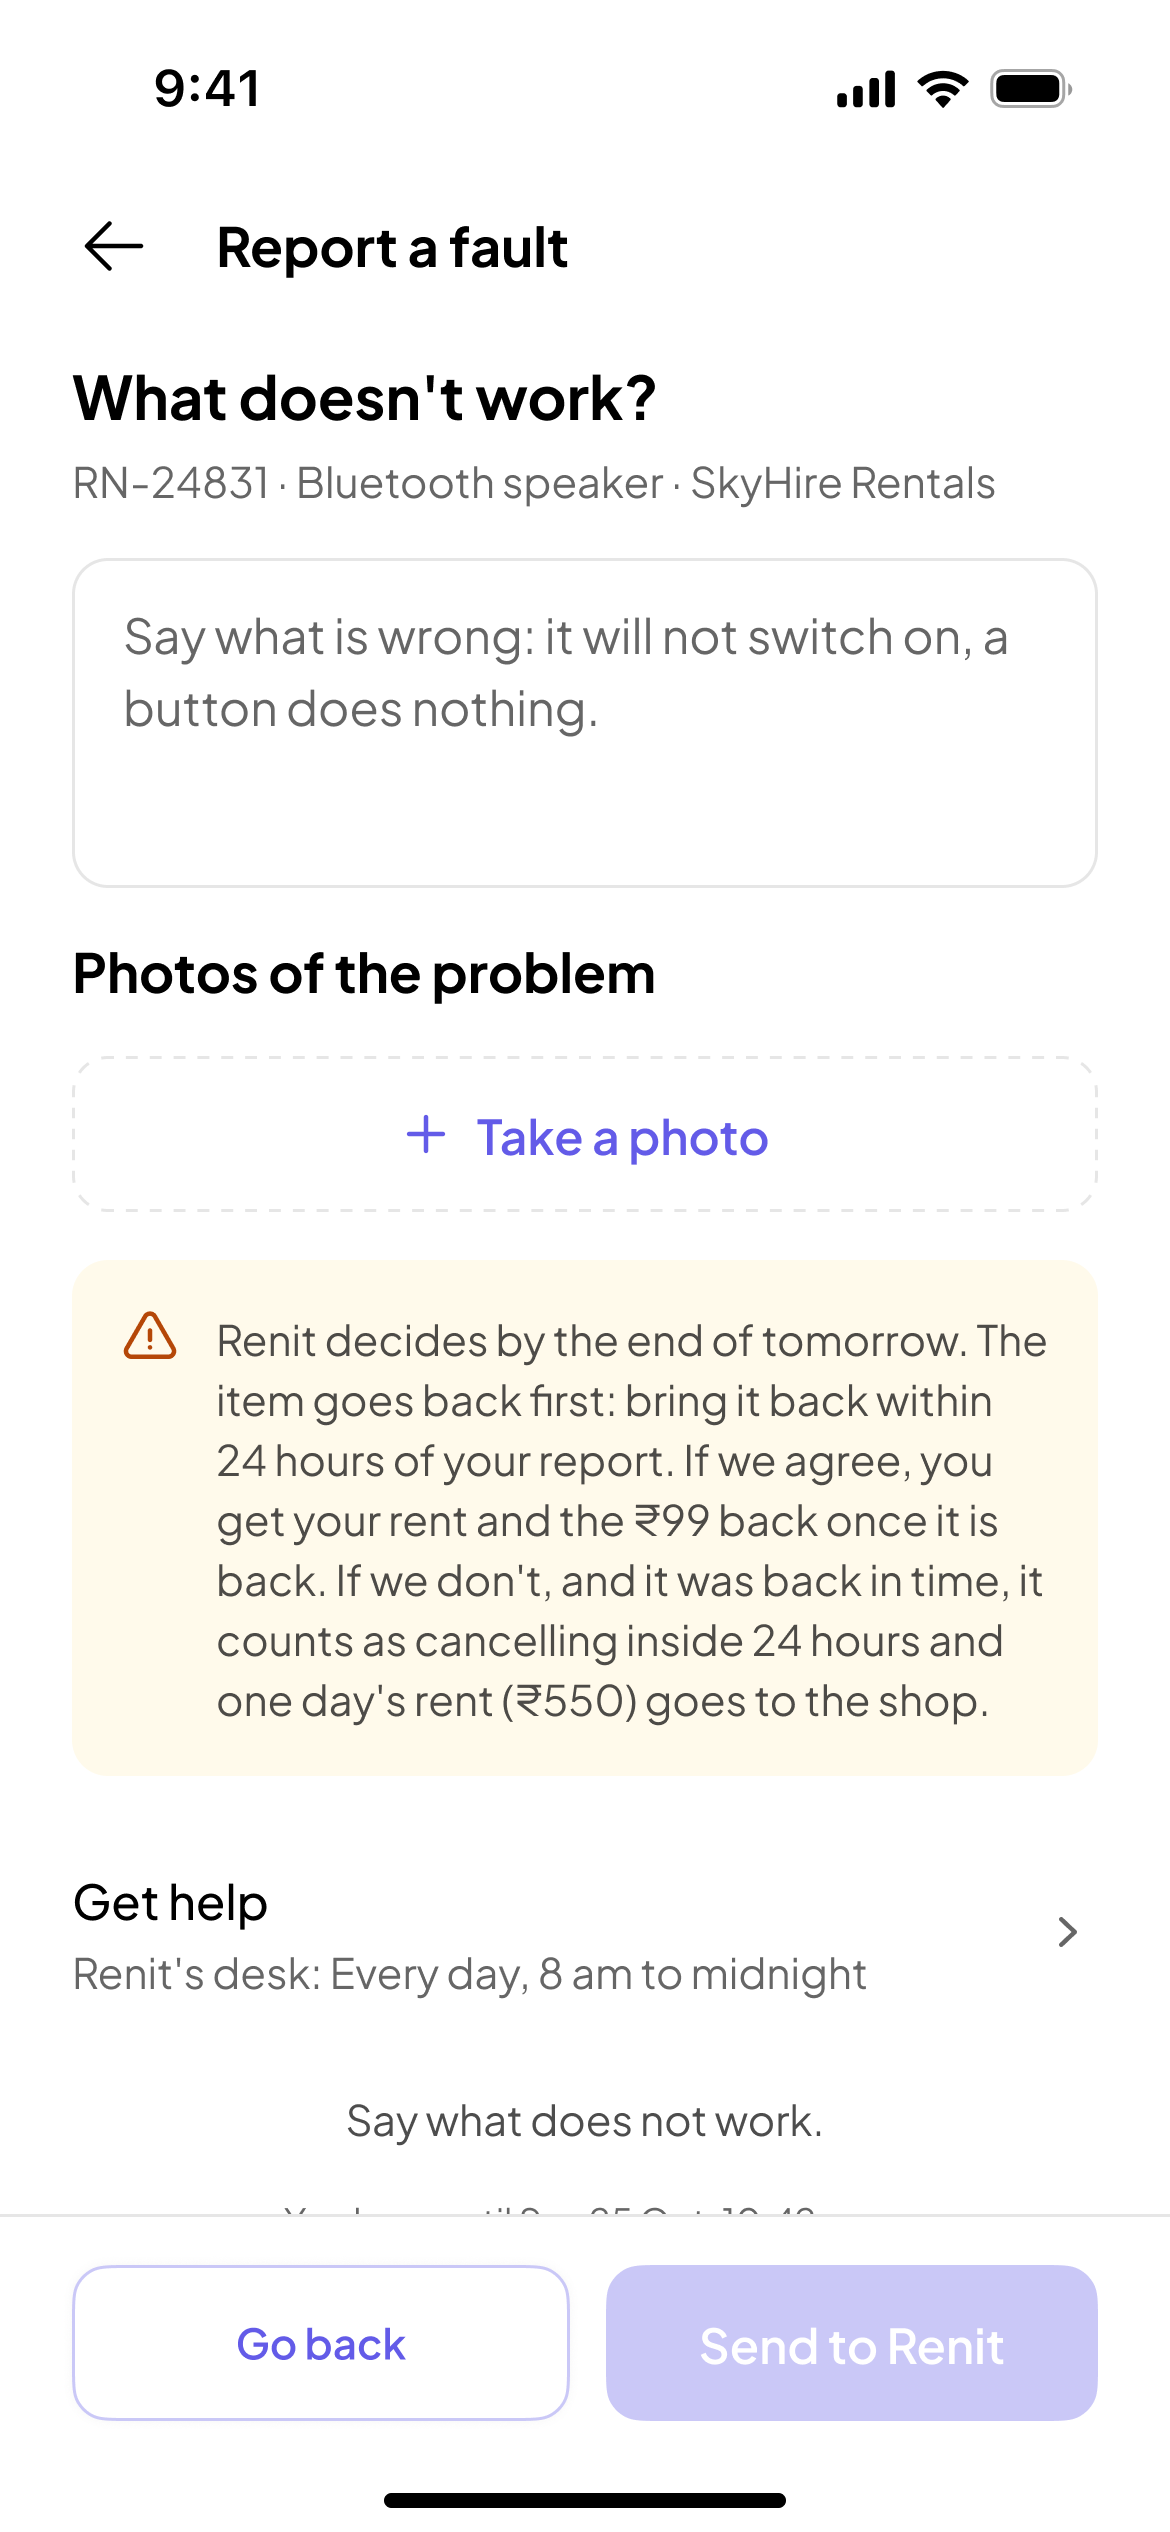 9:41
Report a fault
What doesn't work?
RN-24831 · Bluetooth speaker · SkyHire Rentals
Say what is wrong: it will not switch on, a
button does nothing.
Photos of the problem
Take a photo
Renit decides by the end of tomorrow. The
item goes back first: bring it back within
24 hours of your report. If we agree, you
get your rent and the ₹99 back once it is
back. If we don't, and it was back in time, it
counts as cancelling inside 24 hours and
one day's rent (₹550) goes to the shop.
Get help
Renit's desk: Every day, 8 am to midnight
Say what does not work.
Go back
Send to Renit